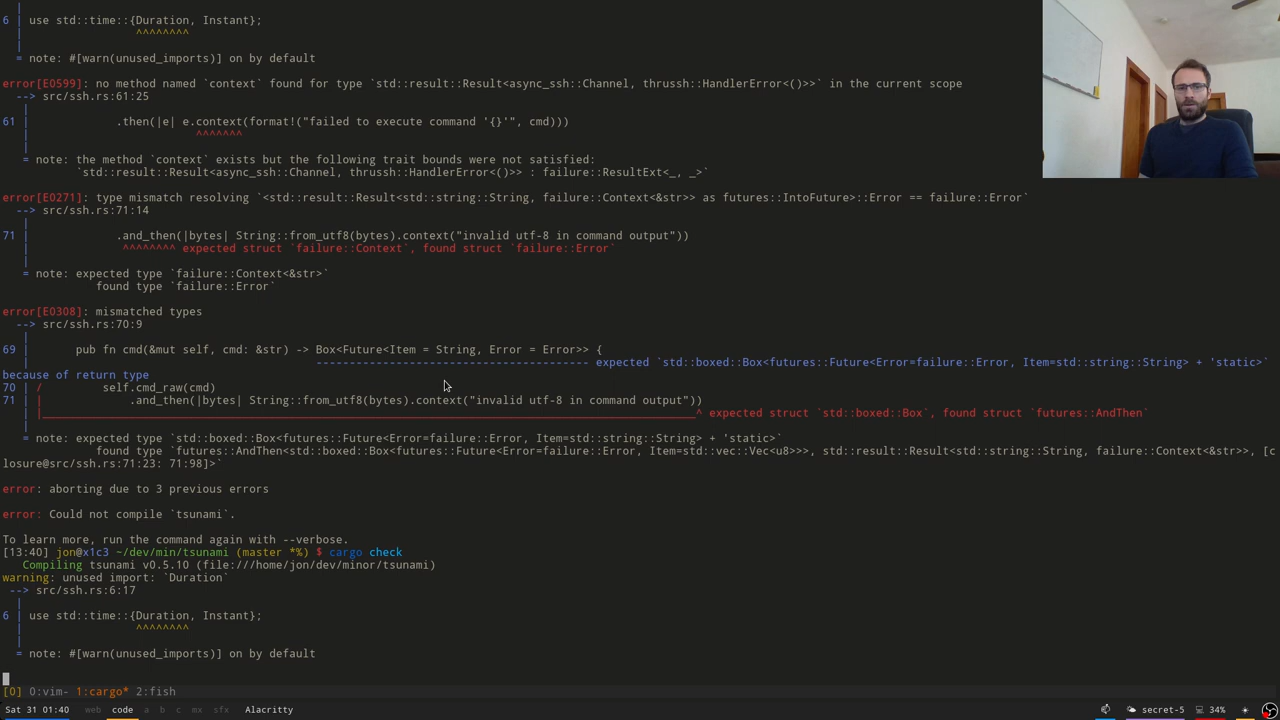 6 | use std::time::{Duration, Instant};
^^^^^^^^
= note: #[warn(unused_imports)] on by default
error[E0599]: no method named `context` found for type `std::result::Result<async_ssh::Channel, thrussh::HandlerError<()>>` in the current scope
--> src/ssh.rs:61:25
61 | .then(|e| e.context(format!("failed to execute command '{}'", cmd)))
^^^^^^^
= note: the method `context` exists but the following trait bounds were not satisfied:
`std::result::Result<async_ssh::Channel, thrussh::HandlerError<()>> : failure::ResultExt<_, _>`
error[E0271]: type mismatch resolving `<std::result::Result<std::string::String, failure::Context<&str>> as futures::IntoFuture>::Error == failure::Error`
--> src/ssh.rs:71:14
71 | .and_then(|bytes| String::from_utf8(bytes).context("invalid utf-8 in command output"))
^^^^^^^^ expected struct `failure::Context`, found struct `failure::Error`
= note: expected type `failure::Context<&str>`
found type `failure::Error`
error[E0308]: mismatched types
--> src/ssh.rs:70:9
69 | pub fn cmd(&mut self, cmd: &str) -> Box<Future<Item = String, Error = Error>> {
| ----------------------------------------- expected `std::boxed::Box<futures::Future<Error=failure::Error, Item=std::string::String> + 'static>`
because of return type
70 | / self.cmd_raw(cmd)
71 | | .and_then(|bytes| String::from_utf8(bytes).context("invalid utf-8 in command output"))
| |____________________________________________________________________________________________________^ expected struct `std::boxed::Box`, found struct `futures::AndThen`
= note: expected type `std::boxed::Box<futures::Future<Error=failure::Error, Item=std::string::String> + 'static>`
found type `futures::AndThen<std::boxed::Box<futures::Future<Error=failure::Error, Item=std::vec::Vec<u8>>>, std::result::Result<std::string::String, failure::Context<&str>>, [c
losure@src/ssh.rs:71:23: 71:98]>`
error: aborting due to 3 previous errors
error: Could not compile `tsunami`.
To learn more, run the command again with --verbose.
[13:40] jon@x1c3 ~/dev/min/tsunami (master *%) $ cargo check
Compiling tsunami v0.5.10 (file:///home/jon/dev/minor/tsunami)
warning: unused import: `Duration`
--> src/ssh.rs:6:17
6 | use std::time::{Duration, Instant};
^^^^^^^^
= note: #[warn(unused_imports)] on by default
[0] 0:vim- 1:cargo* 2:fish
Sat 31 01:40 web code a b c mx sfx Alacritty secret-5 34%